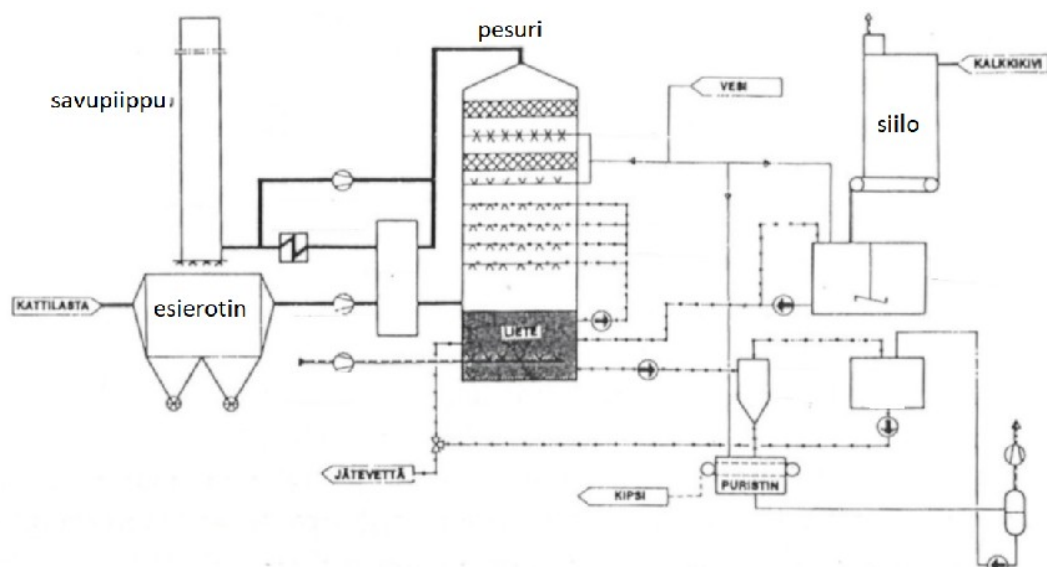 pesuri
savupiippu
VESI
KALKKIKIVI
siilo
KATTILASTA
esierotin
LIETE
JÄTEVETTÄ
KIPSI
PURISTIN